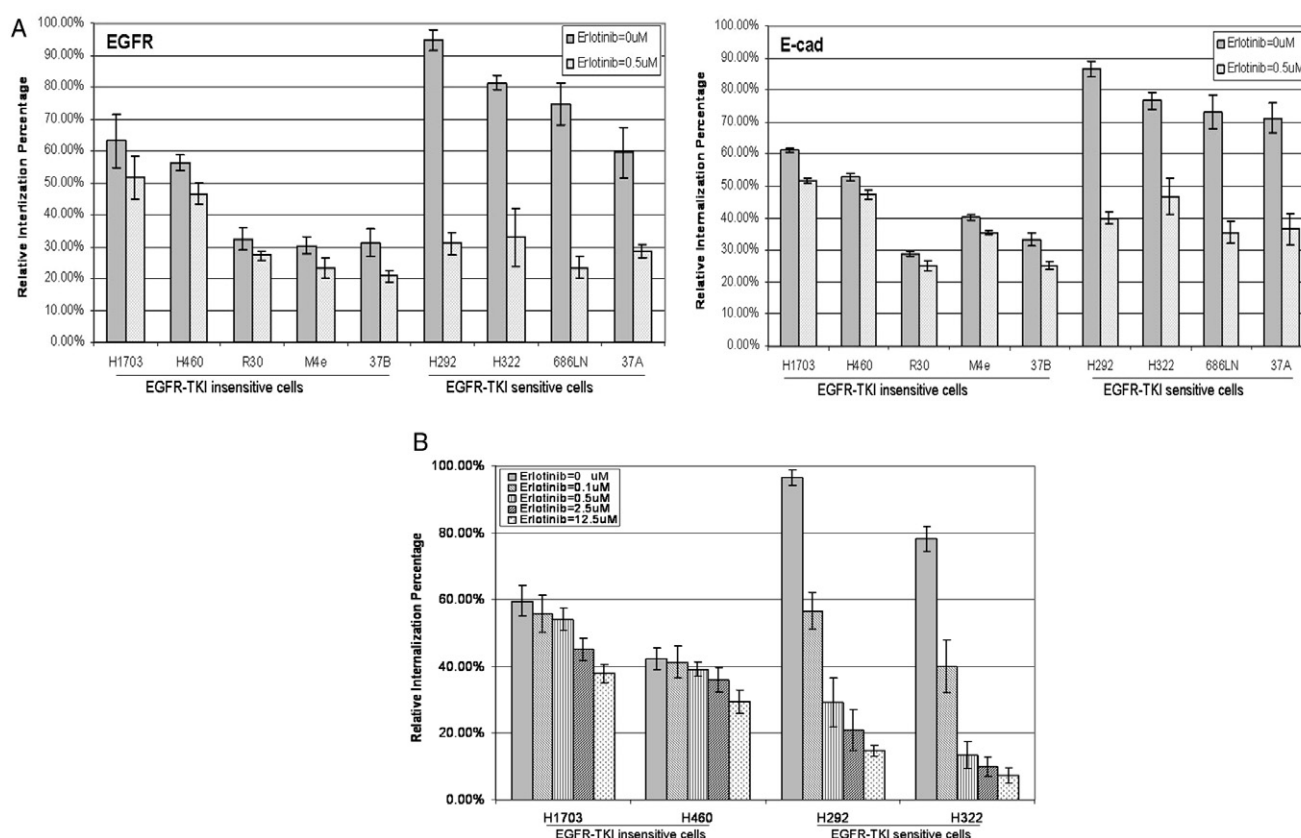 A
EGFR
Erlotinib=0uM
Erlotinib=0.5uM
Relative Interlization Percentage
100.00%
90.00%
80.00%
70.00%
60.00%
50.00%
40.00%
30.00%
20.00%
10.00%
0.00%
H1703 H460 R30 M4e 37B H292 H322 686LN 37A
EGFR-TKI insensitive cells EGFR-TKI sensitive cells
E-cad
Erlotinib=0uM
Erlotinib=0.5uM
Relative Internalization Percentage
100.00%
90.00%
80.00%
70.00%
60.00%
50.00%
40.00%
30.00%
20.00%
10.00%
0.00%
H1703 H460 R30 M4e 37B H292 H322 686LN 37A
EGFR-TKI insensitive cells EGFR-TKI sensitive cells
B
Erlotinib=0 uM
Erlotinib=0.1uM
Erlotinib=0.5uM
Erlotinib=2.5uM
Erlotinib=12.5uM
Relative Internalization Percentage
100.00%
80.00%
60.00%
40.00%
20.00%
0.00%
H1703 H460 H292 H322
EGFR-TKI insensitive cells EGFR-TKI sensitive cells